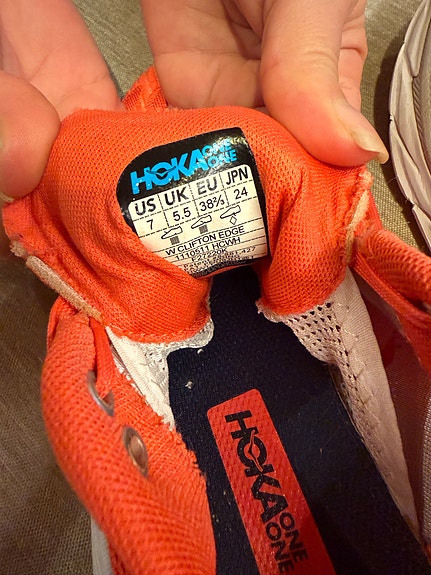 HOKA ONE ONE
US UK EU JPN
7 5.5 38⅔ 24
W CLIFTON EDGE
1110511 HCWH
HOKA ONE ONE